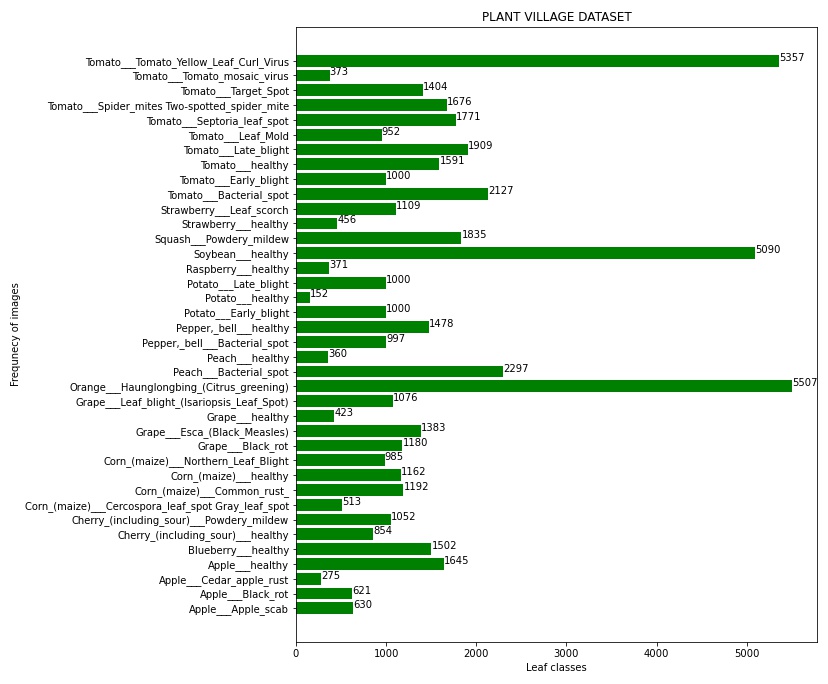 PLANT VILLAGE DATASET
Tomato___Tomato_Yellow_Leaf_Curl_Virus 5357
Tomato___Tomato_mosaic_virus 373
Tomato___Target_Spot 1404
Tomato___Spider_mites Two-spotted_spider_mite 1676
Tomato___Septoria_leaf_spot 1771
Tomato___Leaf_Mold 952
Tomato___Late_blight 1909
Tomato___healthy 1591
Tomato___Early_blight 1000
Tomato___Bacterial_spot 2127
Strawberry___Leaf_scorch 1109
Strawberry___healthy 456
Squash___Powdery_mildew 1835
Soybean___healthy 5090
Raspberry___healthy 371
Potato___Late_blight 1000
Potato___healthy 152
Potato___Early_blight 1000
Pepper,_bell___healthy 1478
Pepper,_bell___Bacterial_spot 997
Peach___healthy 360
Peach___Bacterial_spot 2297
Orange___Haunglongbing_(Citrus_greening) 5507
Grape___Leaf_blight_(Isariopsis_Leaf_Spot) 1076
Grape___healthy 423
Grape___Esca_(Black_Measles) 1383
Grape___Black_rot 1180
Corn_(maize)___Northern_Leaf_Blight 985
Corn_(maize)___healthy 1162
Corn_(maize)___Common_rust_ 1192
Corn_(maize)___Cercospora_leaf_spot Gray_leaf_spot 513
Cherry_(including_sour)___Powdery_mildew 1052
Cherry_(including_sour)___healthy 854
Blueberry___healthy 1502
Apple___healthy 1645
Apple___Cedar_apple_rust 275
Apple___Black_rot 621
Apple___Apple_scab 630
Frequnecy of images
0 1000 2000 3000 4000 5000
Leaf classes